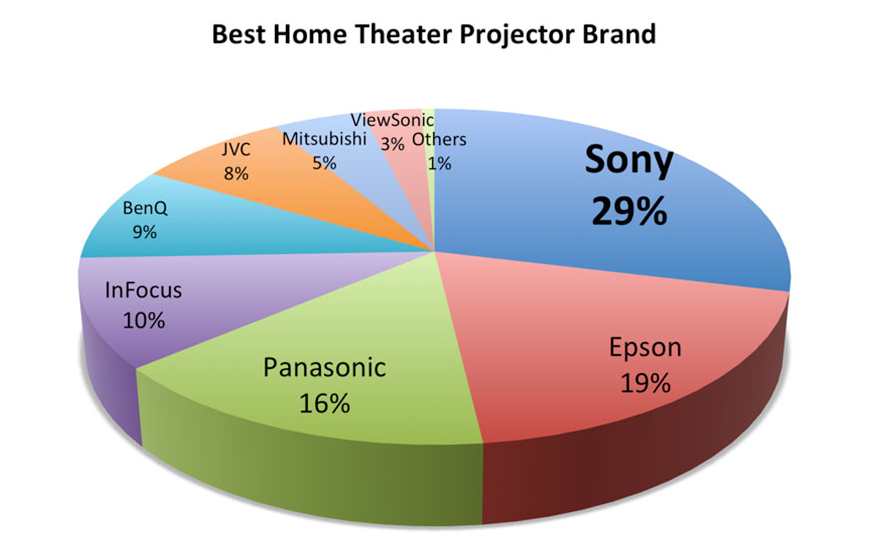 Best Home Theater Projector Brand
ViewSonic
3%
Others
1%
Mitsubishi
5%
JVC
8%
Sony
29%
BenQ
9%
InFocus
10%
Epson
19%
Panasonic
16%